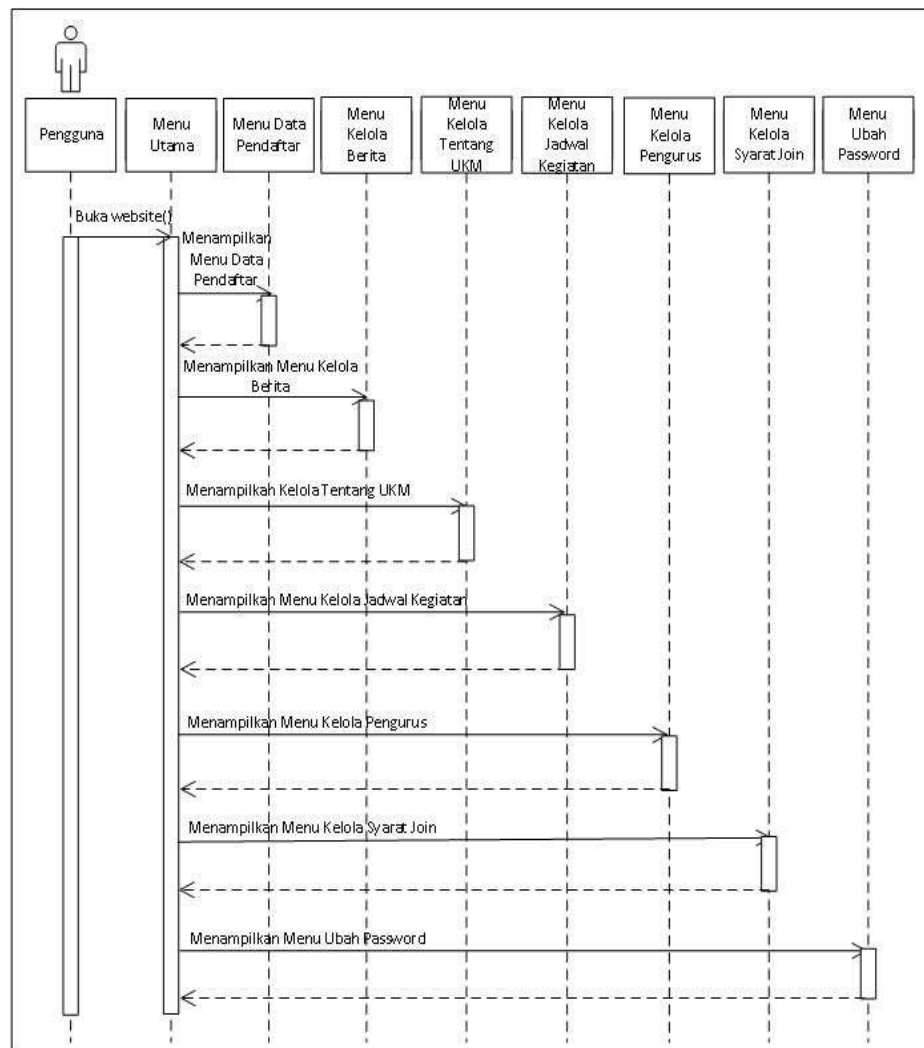 Pengguna
Menu
Utama
Menu Data
Pendaftar
Menu
Kelola
Berita
Menu
Kelola
Tentang
UKM
Menu
Kelola
Jadwal
Kegiatan
Menu
Kelola
Pengurus
Menu
Kelola
Syarat Join
Menu
Ubah
Password
Buka website()
Menampilkan
Menu Data
Pendaftar
Menampilkan Menu Kelola
Berita
Menampilkan Kelola Tentang UKM
Menampilkan Menu Kelola Jadwal Kegiatan
Menampilkan Menu Kelola Pengurus
Menampilkan Menu Kelola Syarat Join
Menampilkan Menu Ubah Password